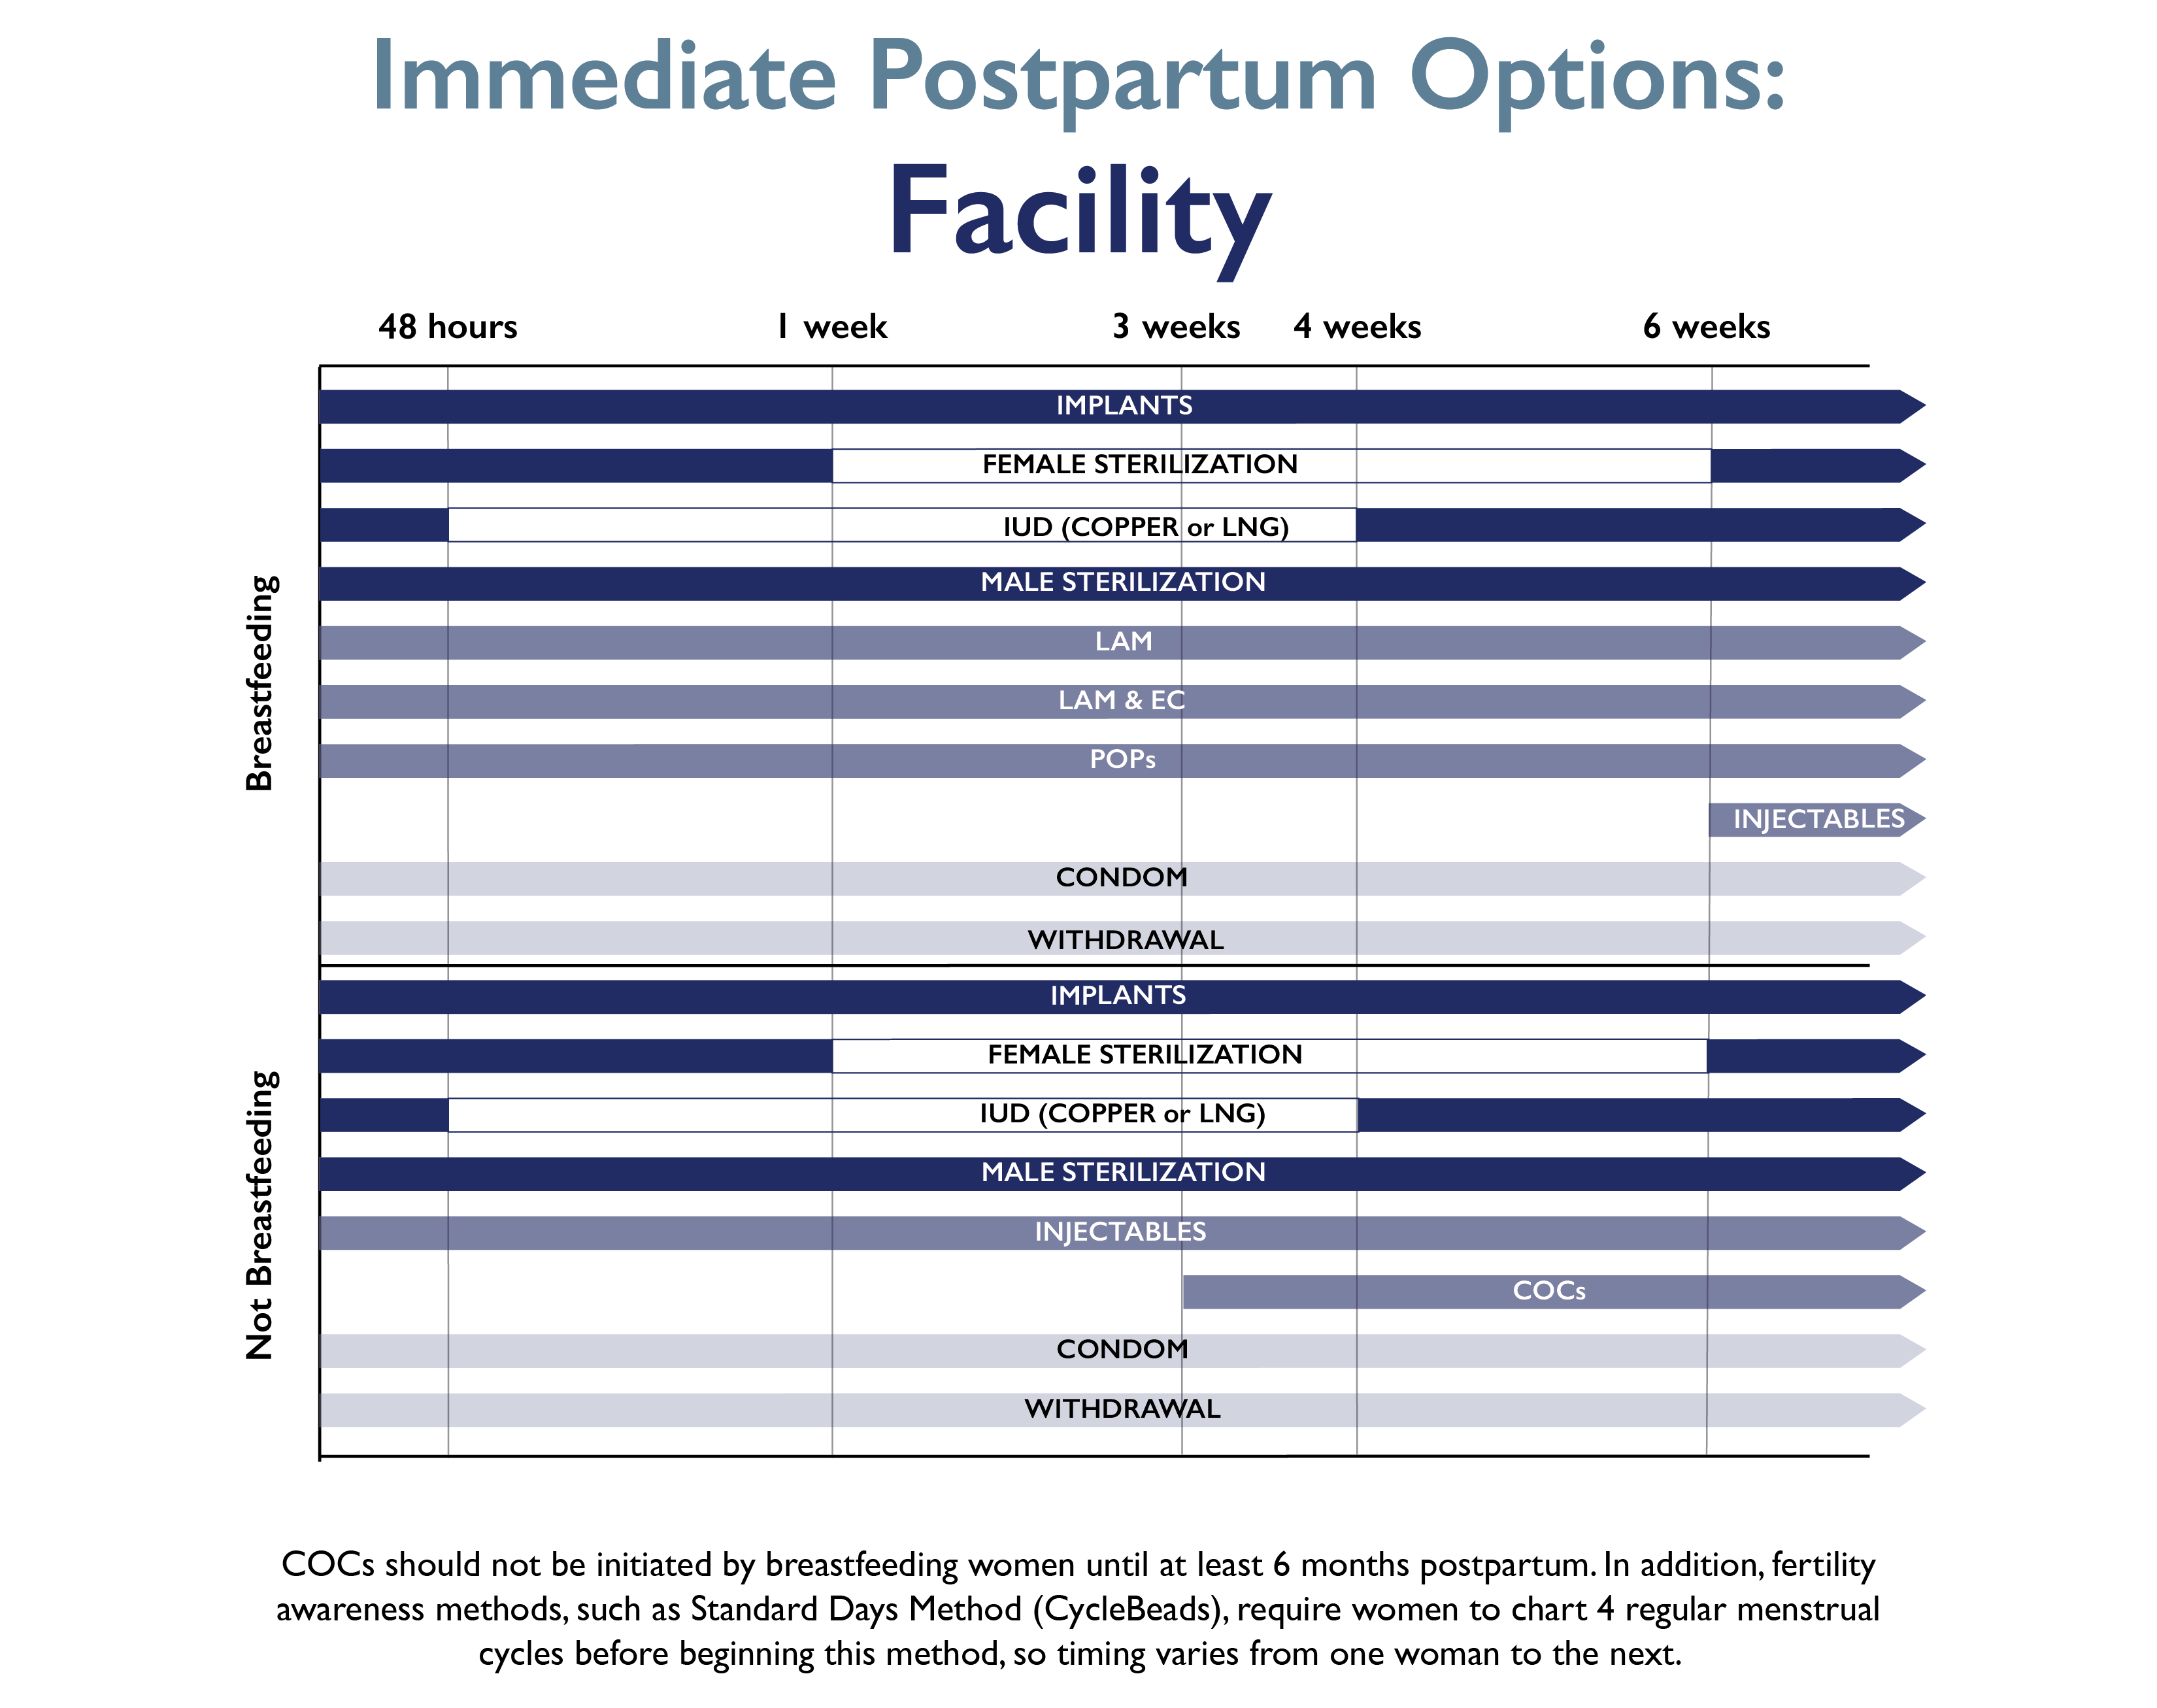 Immediate Postpartum Options:
Facility
48 hours 1 week 3 weeks 4 weeks 6 weeks
Breastfeeding
IMPLANTS
FEMALE STERILIZATION
IUD (COPPER or LNG)
MALE STERILIZATION
LAM
LAM & EC
POPs
INJECTABLES
CONDOM
WITHDRAWAL
Not Breastfeeding
IMPLANTS
FEMALE STERILIZATION
IUD (COPPER or LNG)
MALE STERILIZATION
INJECTABLES
COCs
CONDOM
WITHDRAWAL
COCs should not be initiated by breastfeeding women until at least 6 months postpartum. In addition, fertility
awareness methods, such as Standard Days Method (CycleBeads), require women to chart 4 regular menstrual
cycles before beginning this method, so timing varies from one woman to the next.